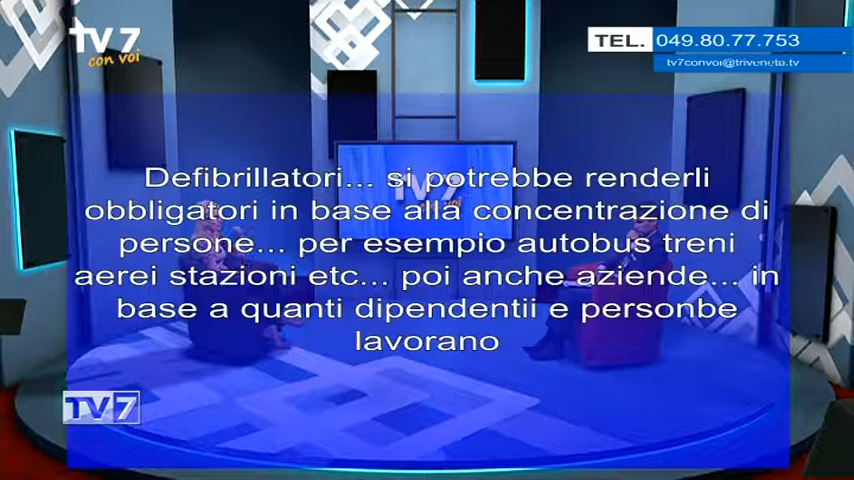 TV7
con voi
TEL. 049.80.77.753
tv7convoi@triveneta.tv
Defibrillatori... si potrebbe renderli
obbligatori in base alla concentrazione di
persone... per esempio autobus treni
aerei stazioni etc... poi anche aziende... in
base a quanti dipendentii e personbe
lavorano
TV7
TV7